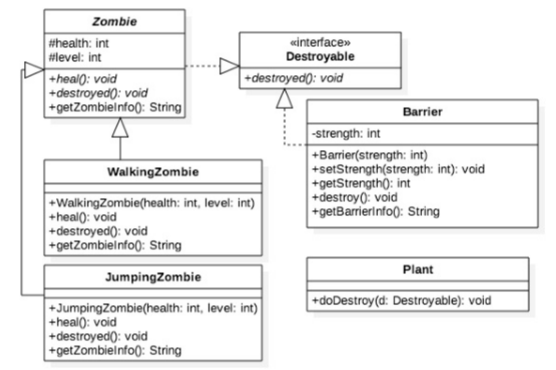 Zombie
#health: int
#level: int
+heal(): void
+destroyed(): void
+getZombieInfo(): String
«interface»
Destroyable
+destroyed(): void
Barrier
-strength: int
+Barrier(strength: int)
+setStrength(strength: int): void
+getStrength(): int
+destroy(): void
+getBarrierInfo(): String
WalkingZombie
+WalkingZombie(health: int, level: int)
+heal(): void
+destroyed(): void
+getZombieInfo(): String
JumpingZombie
+JumpingZombie(health: int, level: int)
+heal(): void
+destroyed(): void
+getZombieInfo(): String
Plant
+doDestroy(d: Destroyable): void